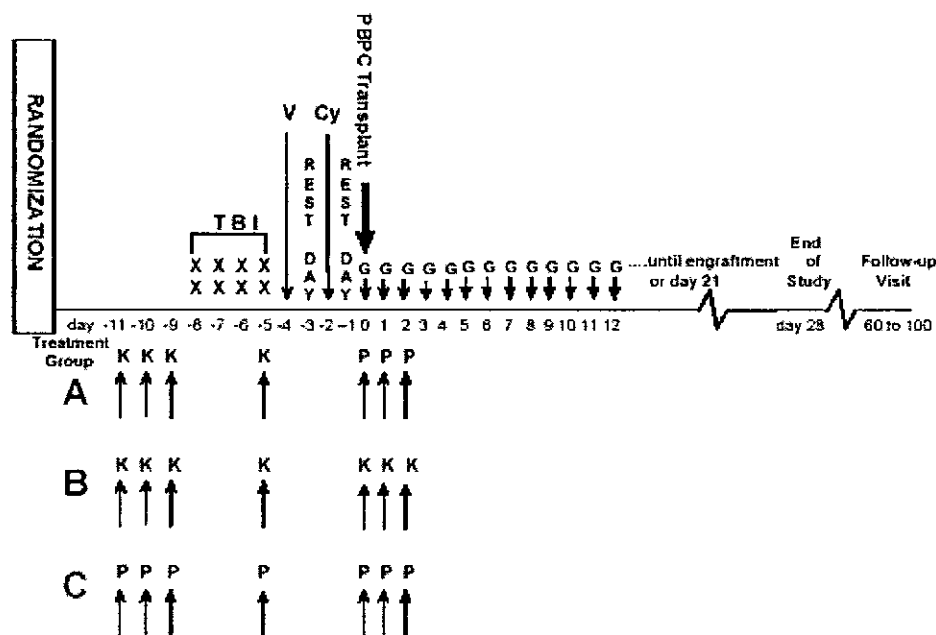 RANDOMIZATION
PBPC Transplant
V Cy
TBI
X X X X
X X X X
REST DAY
REST DAY
G G G G G G G G G G G G G
....until engraftment
or day 21
End
of
Study
Follow-up
Visit
day -11 -10 -9 -8 -7 -6 -5 -4 -3 -2 -1 0 1 2 3 4 5 6 7 8 9 10 11 12
day 28
60 to 100
Treatment
Group
A
K K K K P P P
B
K K K K K K K
C
P P P P P P P